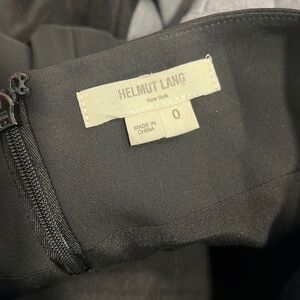 HELMUT LANG
New York
MADE IN
CHINA
0